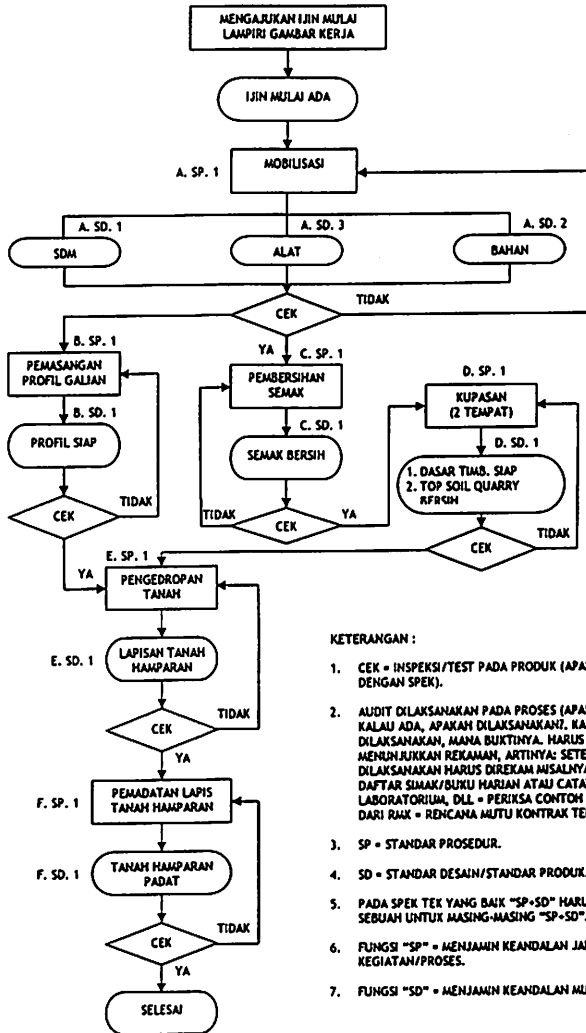 MENGAJUKAN IJIN MULAI
LAMPIRI GAMBAR KERJA
IJIN MULAI ADA
A. SP. 1
MOBILISASI
A. SD. 1
A. SD. 3
A. SD. 2
SDM
ALAT
BAHAN
CEK
TIDAK
YA
B. SP. 1
PEMASANGAN
PROFIL GALIAN
B. SD. 1
PROFIL SIAP
CEK
TIDAK
YA
C. SP. 1
PEMBERSIHAN
SEMAK
C. SD. 1
SEMAK BERSIH
TIDAK
CEK
YA
D. SP. 1
KUPASAN
(2 TEMPAT)
D. SD. 1
1. DASAR TIMB. SIAP
2. TOP SOIL QUARRY
BERSIH
CEK
TIDAK
E. SP. 1
PENGEDROPAN
TANAH
E. SD. 1
LAPISAN TANAH
HAMPARAN
CEK
TIDAK
YA
F. SP. 1
PEMADATAN LAPIS
TANAH HAMPARAN
F. SD. 1
TANAH HAMPARAN
PADAT
CEK
TIDAK
YA
SELESAI
KETERANGAN :
1. CEK = INSPEKSI/TEST PADA PRODUK (APA
DENGAN SPEK).
2. AUDIT DILAKSANAKAN PADA PROSES (APA
KALAU ADA, APAKAH DILAKSANAKAN?. KA
DILAKSANAKAN, MANA BUKTINYA. HARUS
MENUNJUKKAN REKAMAN, ARTINYA: SETE
DILAKSANAKAN HARUS DIREKAM MISALNYA
DAFTAR SIMAK/BUKU HARIAN ATAU CATA
LABORATORIUM, DLL = PERIKSA CONTOH
DARI RMK = RENCANA MUTU KONTRAK TE
3. SP = STANDAR PROSEDUR.
4. SD = STANDAR DESAIN/STANDAR PRODUK.
5. PADA SPEK TEK YANG BAIK "SP+SD" HARU
SEBUAH UNTUK MASING-MASING "SP+SD".
6. FUNGSI "SP" = MENJAMIN KEANDALAN JA
KEGIATAN/PROSES.
7. FUNGSI "SD" = MENJAMIN KEANDALAN MU